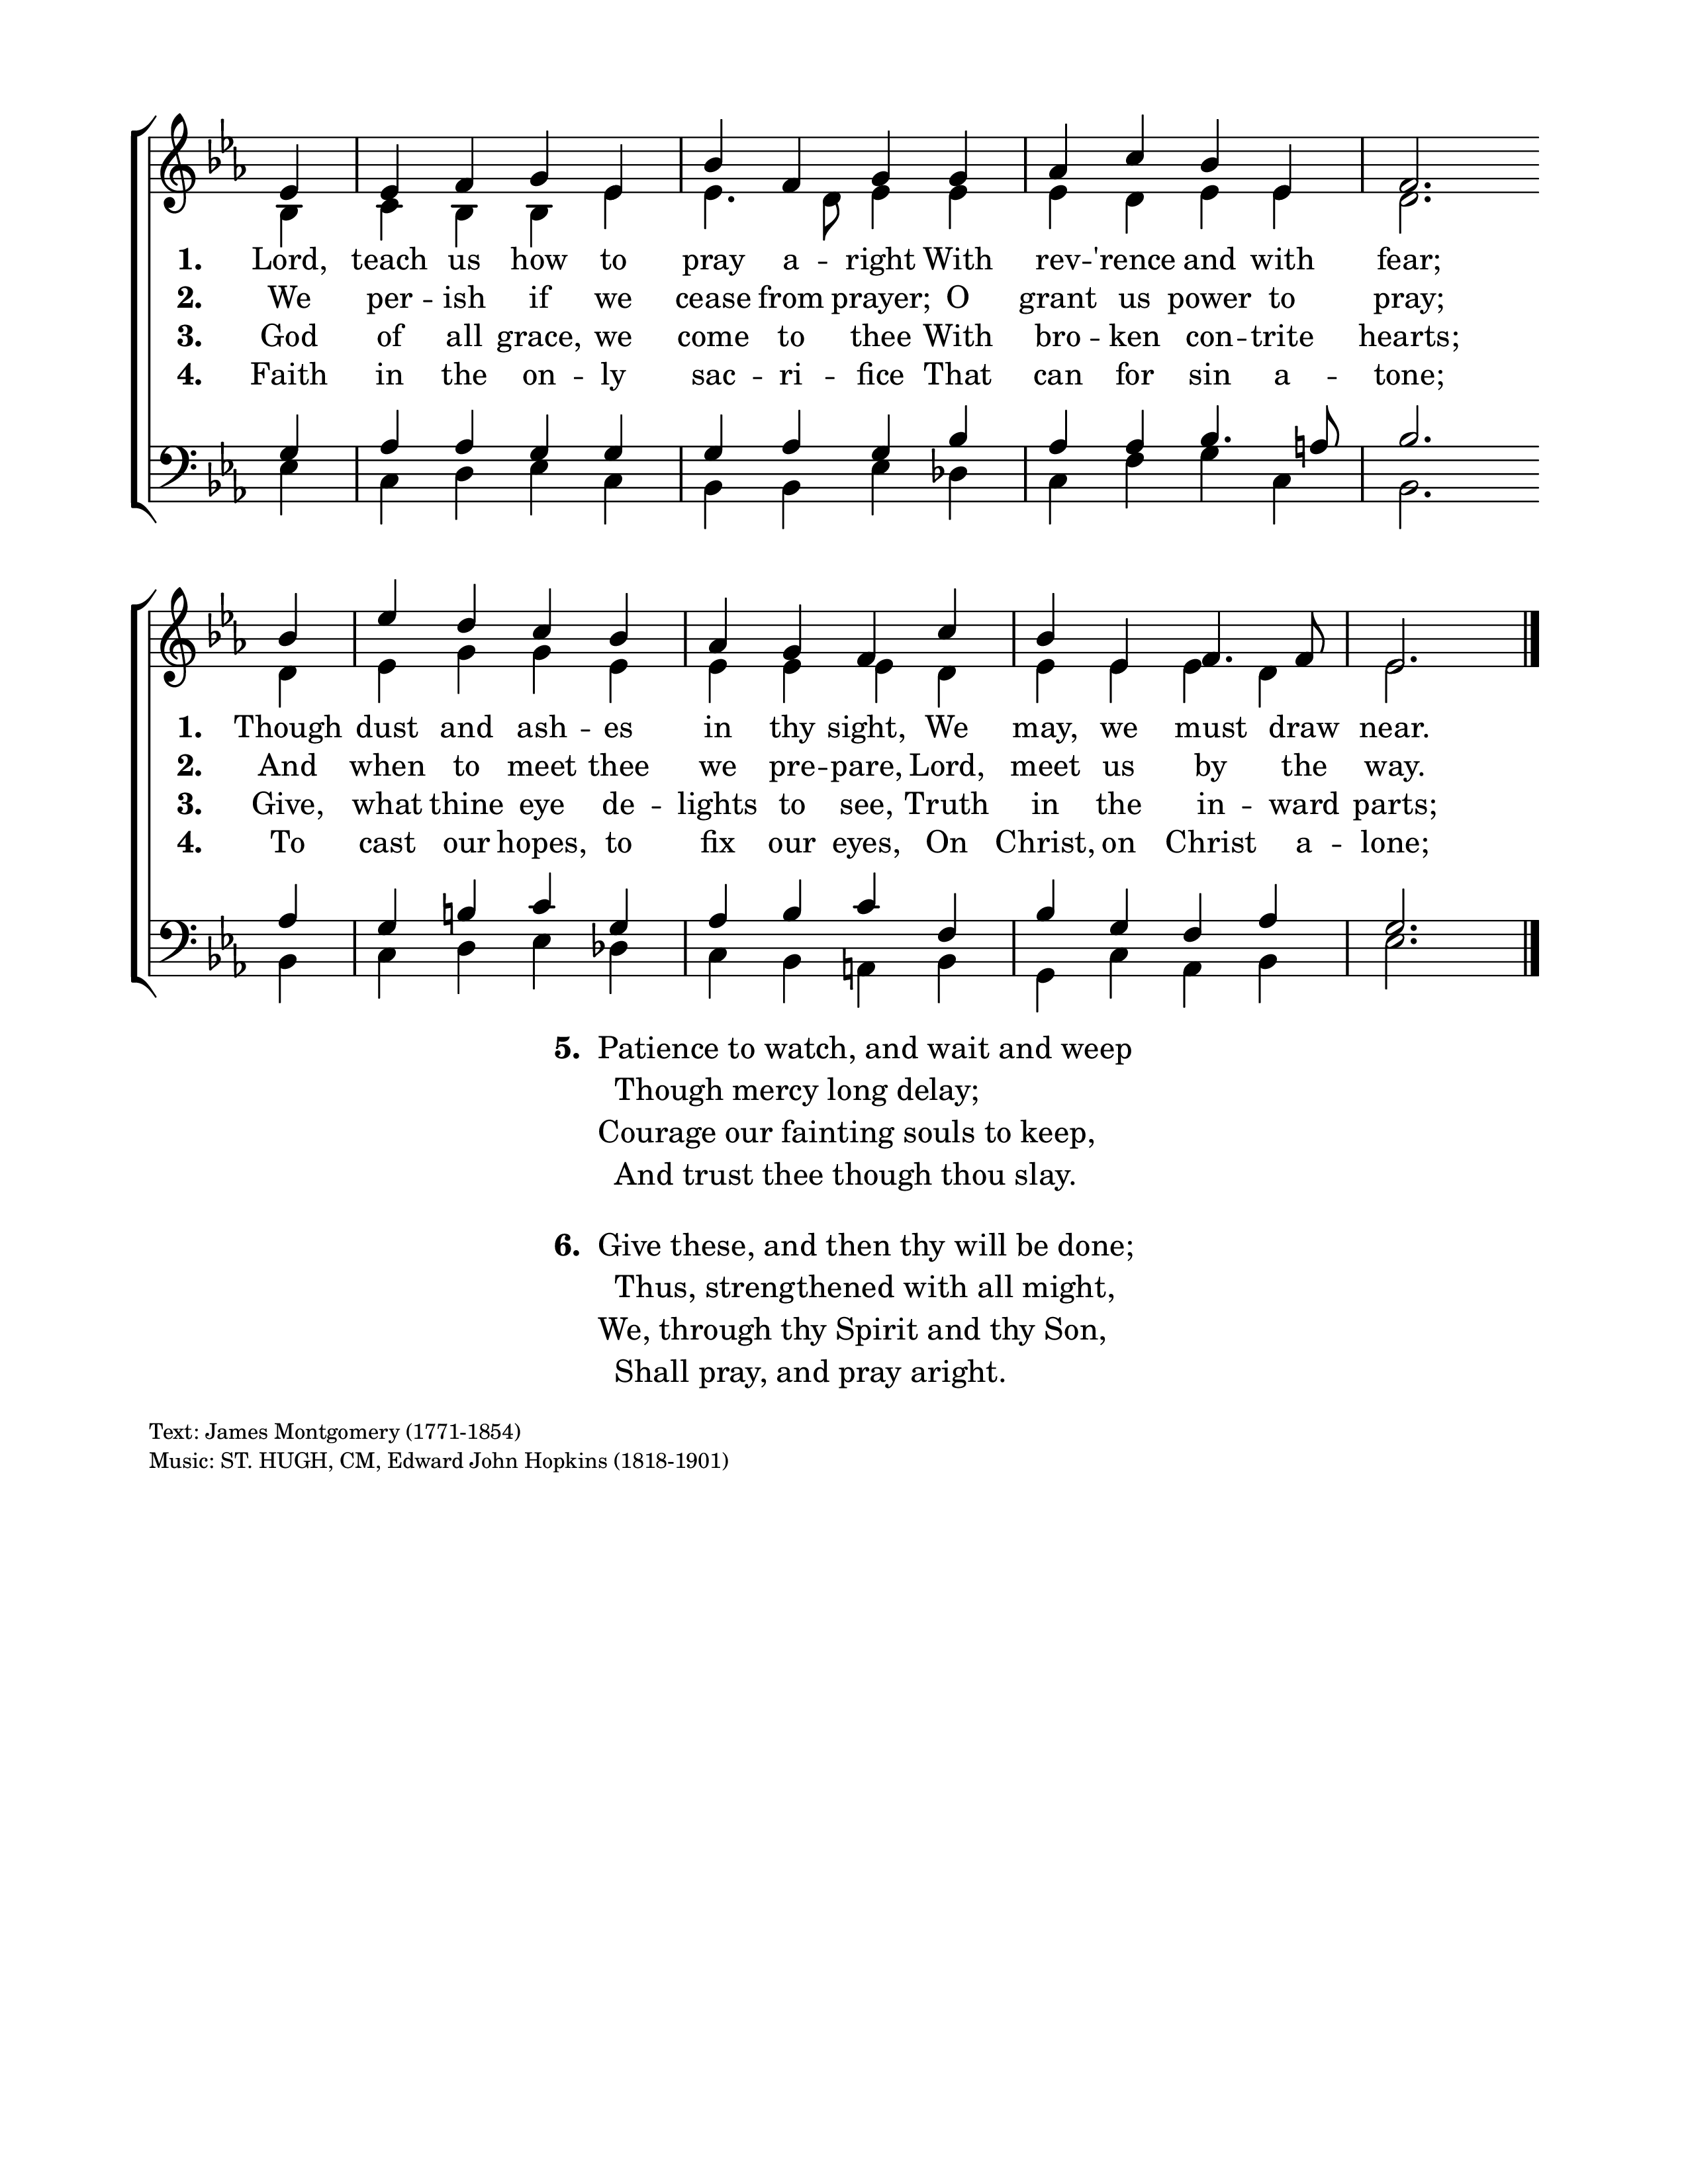 1. Lord, teach us how to pray a -- right With rev -- 'rence and with fear;
2. We per -- ish if we cease from prayer; O grant us power to pray;
3. God of all grace, we come to thee With bro -- ken con -- trite hearts;
4. Faith in the on -- ly sac -- ri -- fice That can for sin a -- tone;
1. Though dust and ash -- es in thy sight, We may, we must draw near.
2. And when to meet thee we pre -- pare, Lord, meet us by the way.
3. Give, what thine eye de -- lights to see, Truth in the in -- ward parts;
4. To cast our hopes, to fix our eyes, On Christ, on Christ a -- lone;
5. Patience to watch, and wait and weep
Though mercy long delay;
Courage our fainting souls to keep,
And trust thee though thou slay.
6. Give these, and then thy will be done;
Thus, strengthened with all might,
We, through thy Spirit and thy Son,
Shall pray, and pray aright.
Text: James Montgomery (1771-1854)
Music: ST. HUGH, CM, Edward John Hopkins (1818-1901)